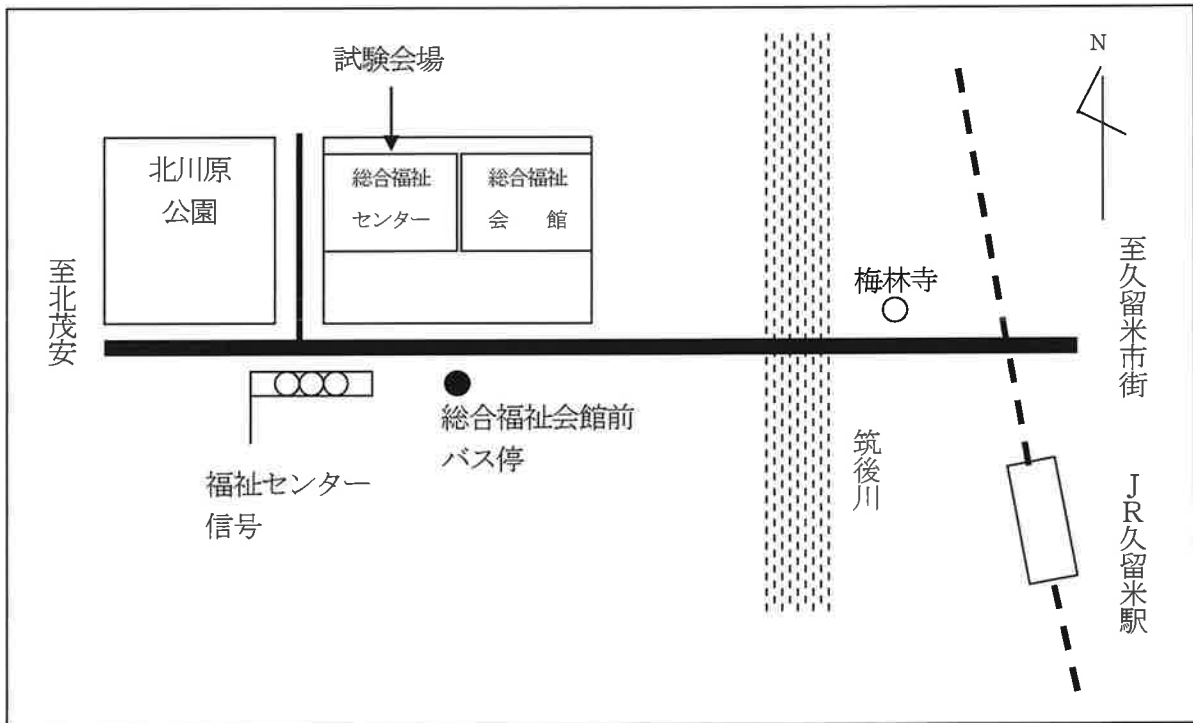 試験会場
N
北川原
公園
総合福祉
センター
総合福祉
会　館
至北茂安
梅林寺
至久留米市街
総合福祉会館前
バス停
福祉センター
信号
筑後川
JR久留米駅